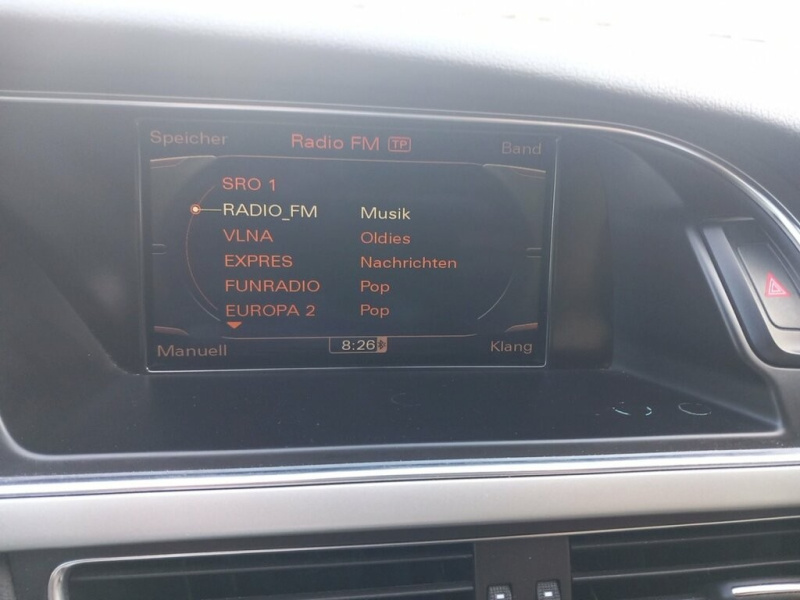 Speicher Radio FM TP Band
SRO 1
RADIO_FM Musik
VLNA Oldies
EXPRES Nachrichten
FUNRADIO Pop
EUROPA 2 Pop
Manuell 8:26 Klang